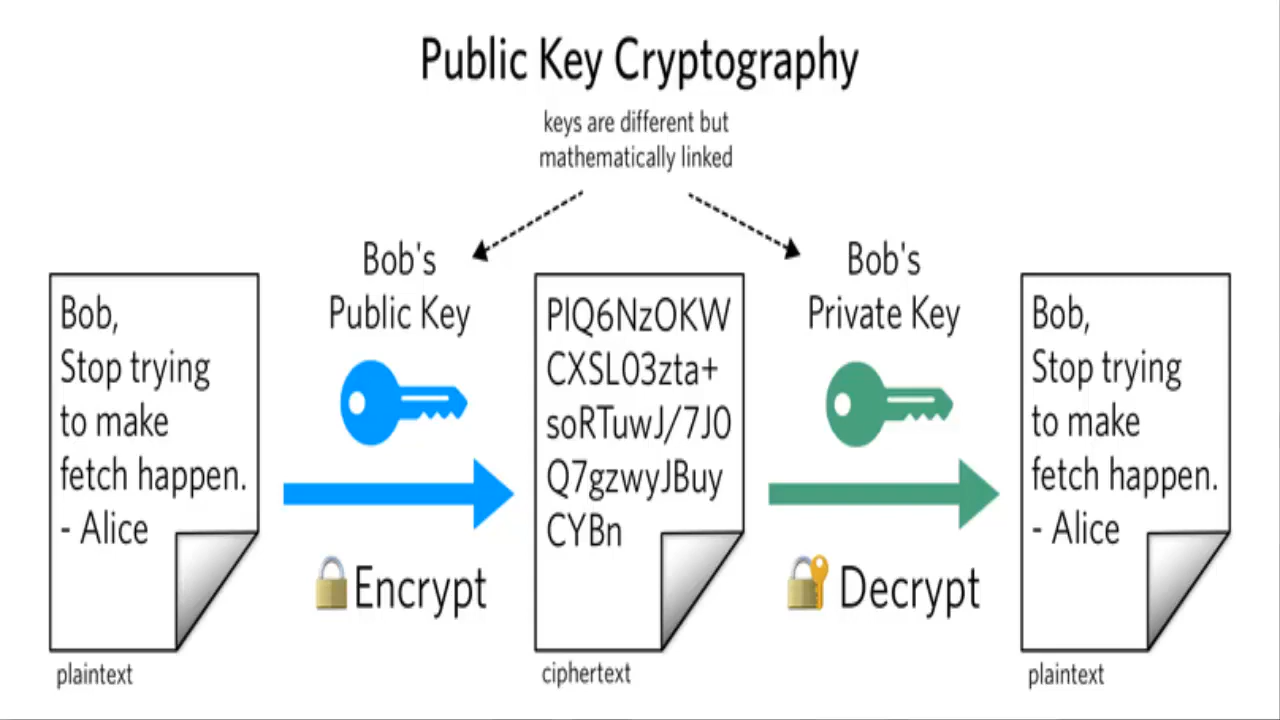 Public Key Cryptography
keys are different but
mathematically linked
Bob,
Stop trying
to make
fetch happen.
- Alice
plaintext
Bob's
Public Key
Encrypt
PlQ6NzOKW
CXSL03zta+
soRTuwJ/7J0
Q7gzwyJBuy
CYBn
ciphertext
Bob's
Private Key
Decrypt
Bob,
Stop trying
to make
fetch happen.
- Alice
plaintext